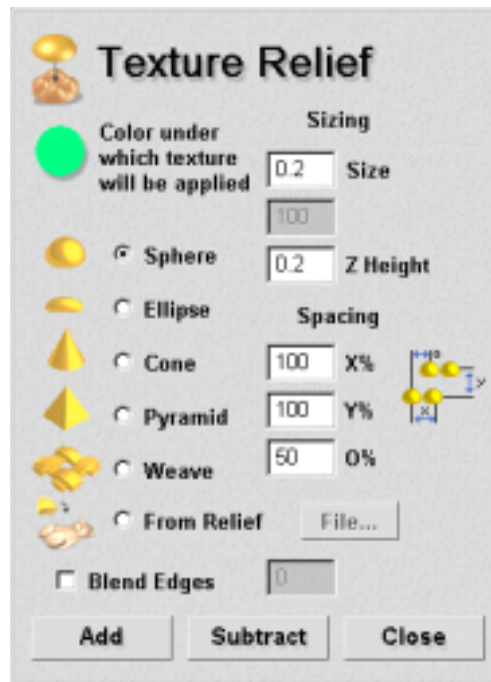 Texture Relief
Color under
which texture
will be applied
Sizing
0.2 Size
100
Sphere
0.2 Z Height
Ellipse
Spacing
Cone
100 X%
Pyramid
100 Y%
Weave
50 O%
From Relief
File...
Blend Edges
0
Add Subtract Close